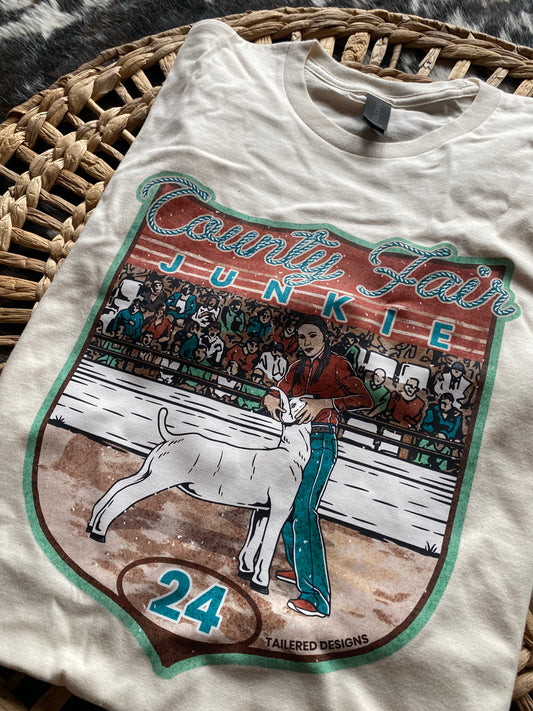 County Fair
JUNKIE
24
TAILERED DESIGNS